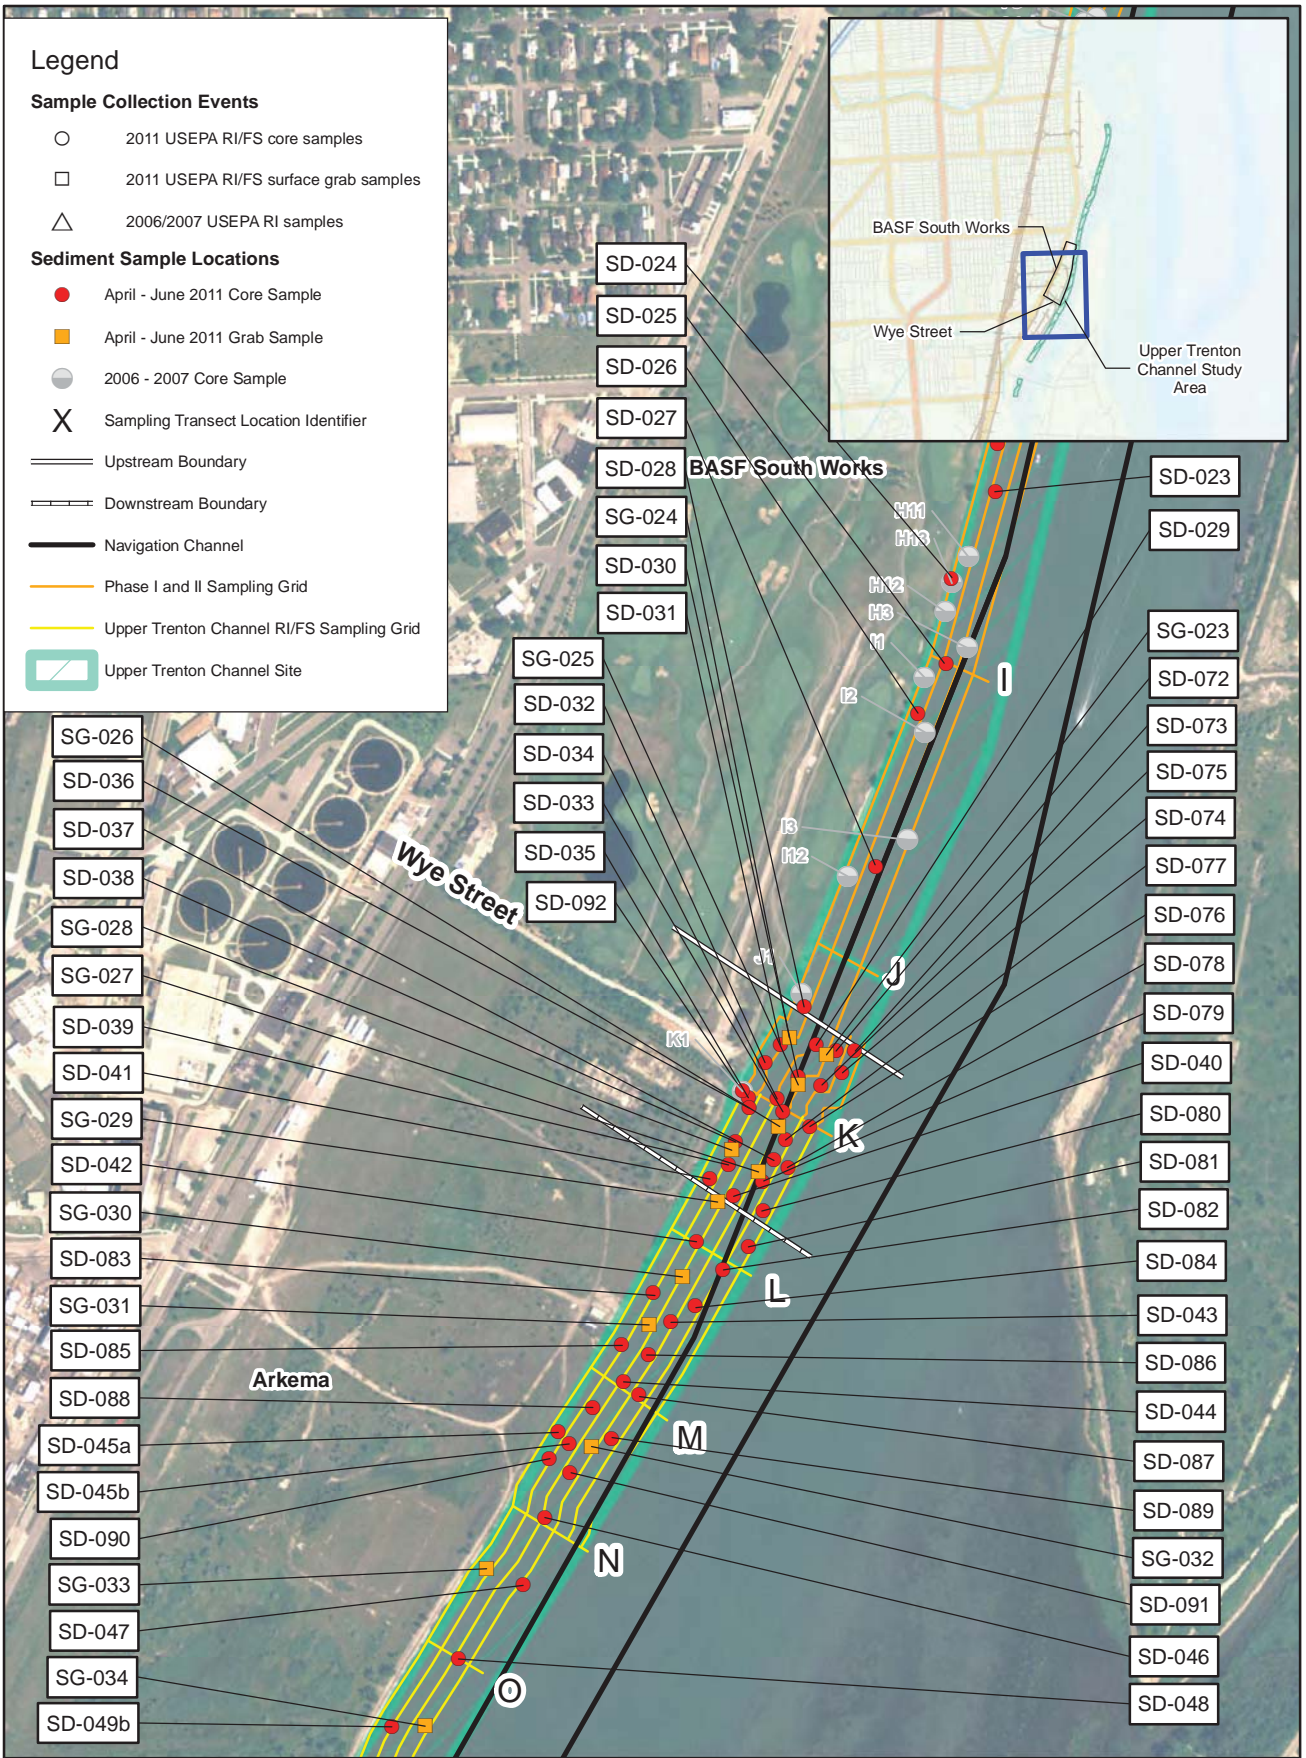 Legend
Sample Collection Events
2011 USEPA RI/FS core samples
2011 USEPA RI/FS surface grab samples
2006/2007 USEPA RI samples
Sediment Sample Locations
April - June 2011 Core Sample
April - June 2011 Grab Sample
2006 - 2007 Core Sample
X Sampling Transect Location Identifier
Upstream Boundary
Downstream Boundary
Navigation Channel
Phase I and II Sampling Grid
Upper Trenton Channel RI/FS Sampling Grid
Upper Trenton Channel Site
BASF South Works
Wye Street
Upper Trenton
Channel Study
Area
SD-024
SD-025
SD-026
SD-027
SD-028
SG-024
SD-030
SD-031
BASF South Works
SG-025
SD-032
SD-034
SD-033
SD-035
SD-092
Wye Street
SG-026
SD-036
SD-037
SD-038
SG-028
SG-027
SD-039
SD-041
SG-029
SD-042
SG-030
SD-083
SG-031
SD-085
SD-088
SD-045a
SD-045b
SD-090
SG-033
SD-047
SG-034
SD-049b
Arkema
H11
H13
H12
H3
I1
I2
I3
I12
J1
K1
I
J
K
L
M
N
O
SD-023
SD-029
SG-023
SD-072
SD-073
SD-075
SD-074
SD-077
SD-076
SD-078
SD-079
SD-040
SD-080
SD-081
SD-082
SD-084
SD-043
SD-086
SD-044
SD-087
SD-089
SG-032
SD-091
SD-046
SD-048